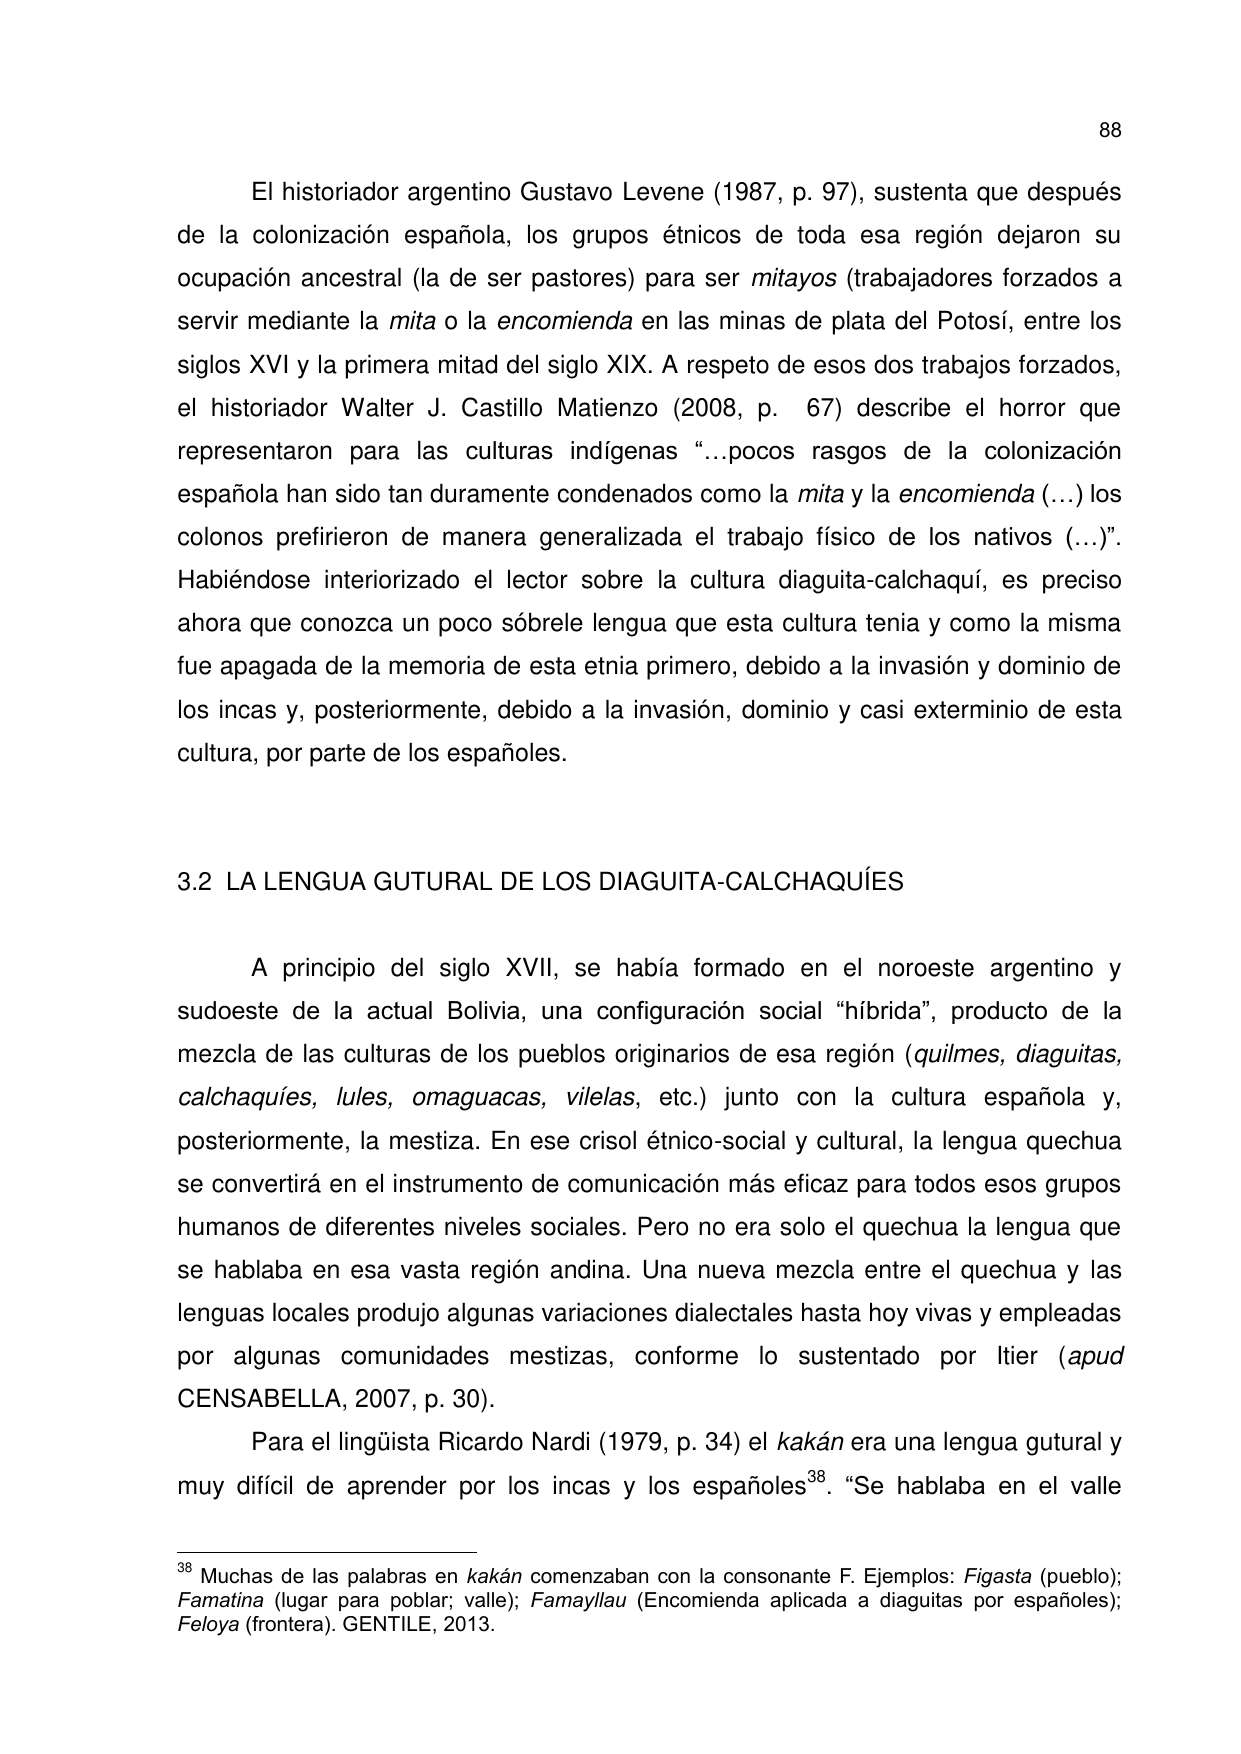 88
El historiador argentino Gustavo Levene (1987, p. 97), sustenta que después
de la colonización española, los grupos étnicos de toda esa región dejaron su
ocupación ancestral (la de ser pastores) para ser mitayos (trabajadores forzados a
servir mediante la mita o la encomienda en las minas de plata del Potosí, entre los
siglos XVI y la primera mitad del siglo XIX. A respeto de esos dos trabajos forzados,
el historiador Walter J. Castillo Matienzo (2008, p. 67) describe el horror que
representaron para las culturas indígenas “…pocos rasgos de la colonización
española han sido tan duramente condenados como la mita y la encomienda (…) los
colonos prefirieron de manera generalizada el trabajo físico de los nativos (…)”.
Habiéndose interiorizado el lector sobre la cultura diaguita-calchaquí, es preciso
ahora que conozca un poco sóbrele lengua que esta cultura tenia y como la misma
fue apagada de la memoria de esta etnia primero, debido a la invasión y dominio de
los incas y, posteriormente, debido a la invasión, dominio y casi exterminio de esta
cultura, por parte de los españoles.
3.2 LA LENGUA GUTURAL DE LOS DIAGUITA-CALCHAQUÍES
A principio del siglo XVII, se había formado en el noroeste argentino y
sudoeste de la actual Bolivia, una configuración social “híbrida”, producto de la
mezcla de las culturas de los pueblos originarios de esa región (quilmes, diaguitas,
calchaquíes, lules, omaguacas, vilelas, etc.) junto con la cultura española y,
posteriormente, la mestiza. En ese crisol étnico-social y cultural, la lengua quechua
se convertirá en el instrumento de comunicación más eficaz para todos esos grupos
humanos de diferentes niveles sociales. Pero no era solo el quechua la lengua que
se hablaba en esa vasta región andina. Una nueva mezcla entre el quechua y las
lenguas locales produjo algunas variaciones dialectales hasta hoy vivas y empleadas
por algunas comunidades mestizas, conforme lo sustentado por Itier (apud
CENSABELLA, 2007, p. 30).
Para el lingüista Ricardo Nardi (1979, p. 34) el kakán era una lengua gutural y
muy difícil de aprender por los incas y los españoles38. “Se hablaba en el valle
38 Muchas de las palabras en kakán comenzaban con la consonante F. Ejemplos: Figasta (pueblo);
Famatina (lugar para poblar; valle); Famayllau (Encomienda aplicada a diaguitas por españoles);
Feloya (frontera). GENTILE, 2013.